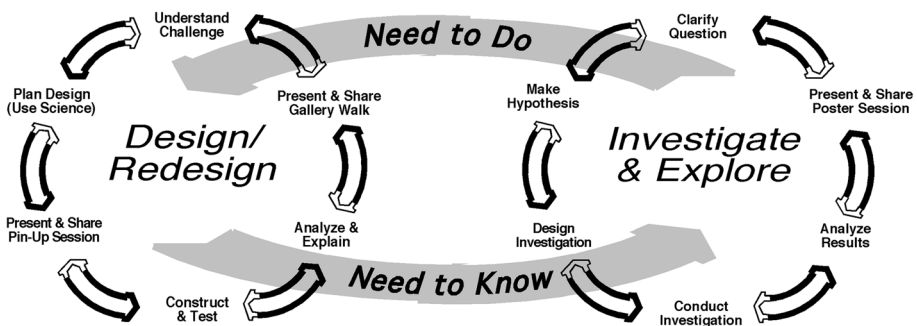 Understand
Challenge
Need to Do
Clarify
Question
Plan Design
(Use Science)
Present & Share
Gallery Walk
Make
Hypothesis
Present & Share
Poster Session
Design/
Redesign
Investigate
& Explore
Present & Share
Pin-Up Session
Analyze &
Explain
Design
Investigation
Analyze
Results
Need to Know
Construct
& Test
Conduct
Investigation